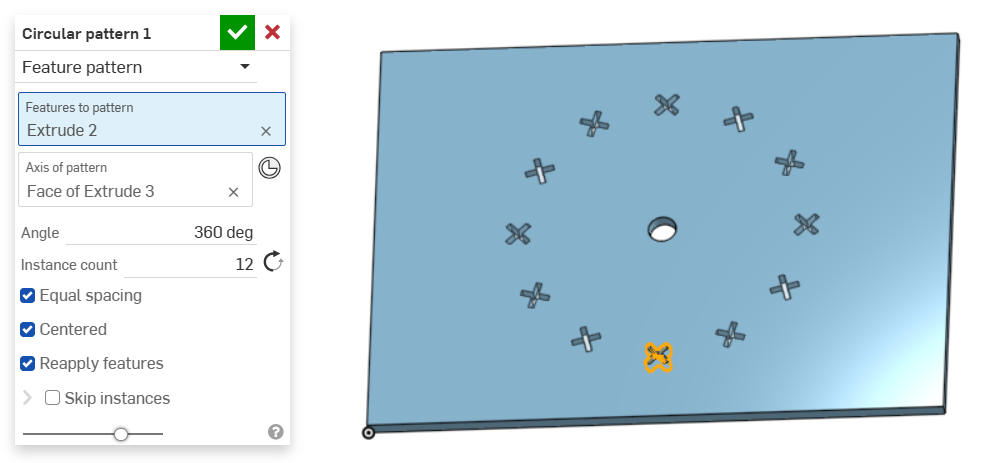 Circular pattern 1
Feature pattern
Features to pattern
Extrude 2
Axis of pattern
Face of Extrude 3
Angle 360 deg
Instance count 12
Equal spacing
Centered
Reapply features
Skip instances